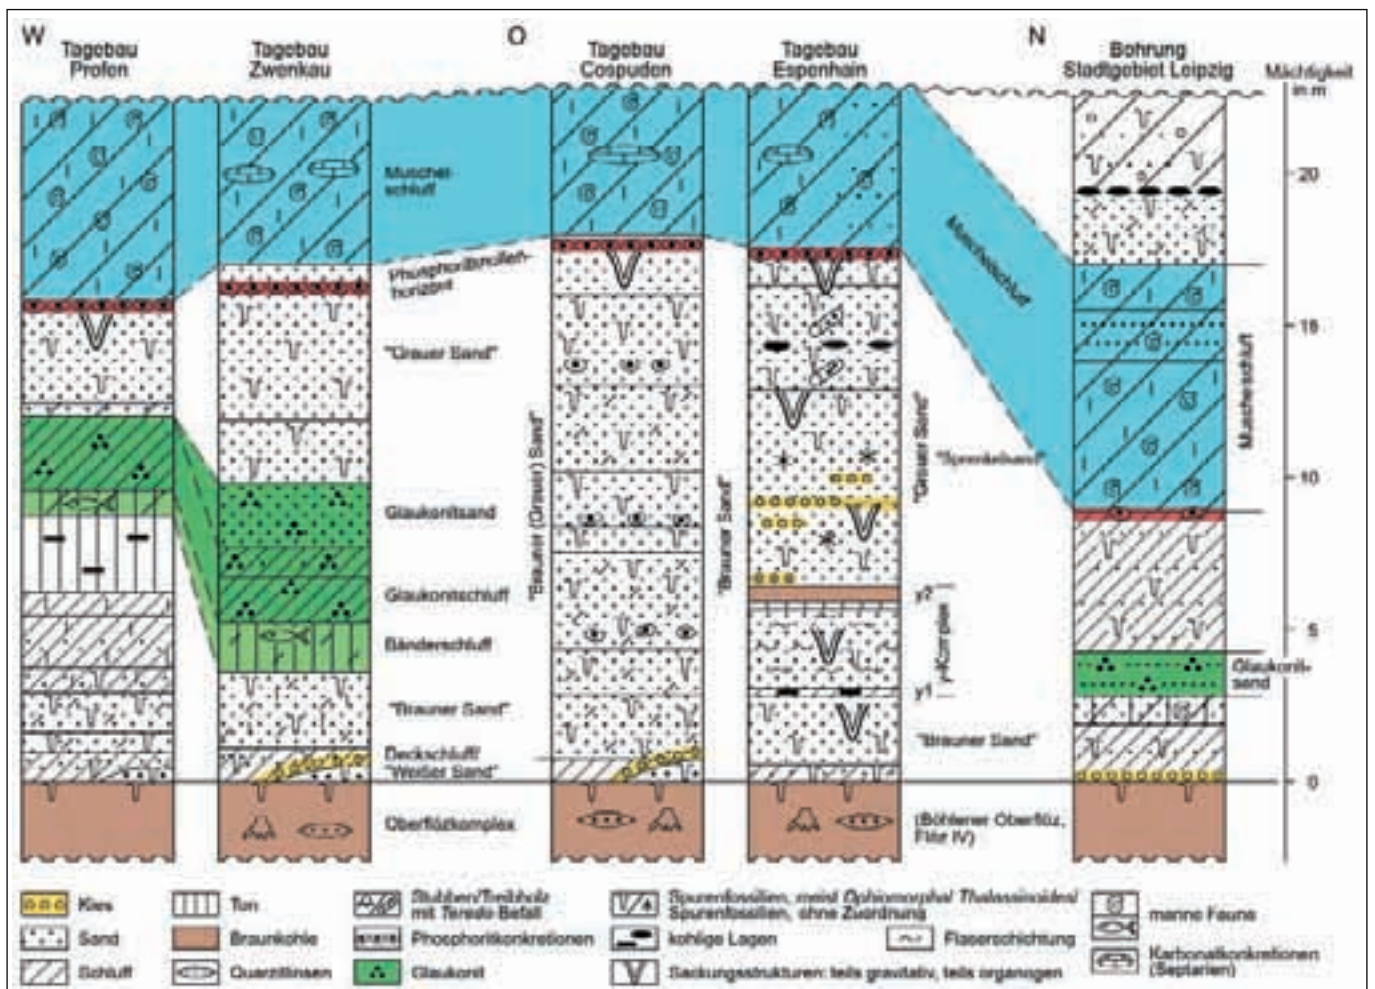 W
O
N
Tagebau
Profen
Tagebau
Zwenkau
Tagebau
Cospuden
Tagebau
Espenhain
Bohrung
Stadtgebiet Leipzig
Mächtigkeit
in m
20
15
10
5
0
Muschel-
schluff
Phosphoritknollen-
horizont
"Grauer Sand"
Glaukonitsand
Glaukonitschluff
Bänderschluff
"Brauner Sand"
Deckschluff/
"Weißer Sand"
Oberflözkomplex
"Brauner (Grauer) Sand"
"Brauner Sand"
Muschelschluff
"Grauer Sand"
"Sprenkelsand"
y2
y-Komplex
y1
"Brauner Sand"
(Böhlener Oberflöz,
Flöz IV)
Muschelschluff
Glaukonit-
sand
Kies
Sand
Schluff
Ton
Braunkohle
Quarzitlinsen
Stubben/Treibholz
mit Teredo Befall
Phosphoritkonkretionen
Glaukonit
Spurenfossilien, meist Ophiomorpha/ Thalassinoides/
Spurenfossilien, ohne Zuordnung
kohlige Lagen
Flaserschichtung
Sackungsstrukturen: teils gravitativ, teils organogen
marine Fauna
Karbonatkonkretionen
(Septarien)